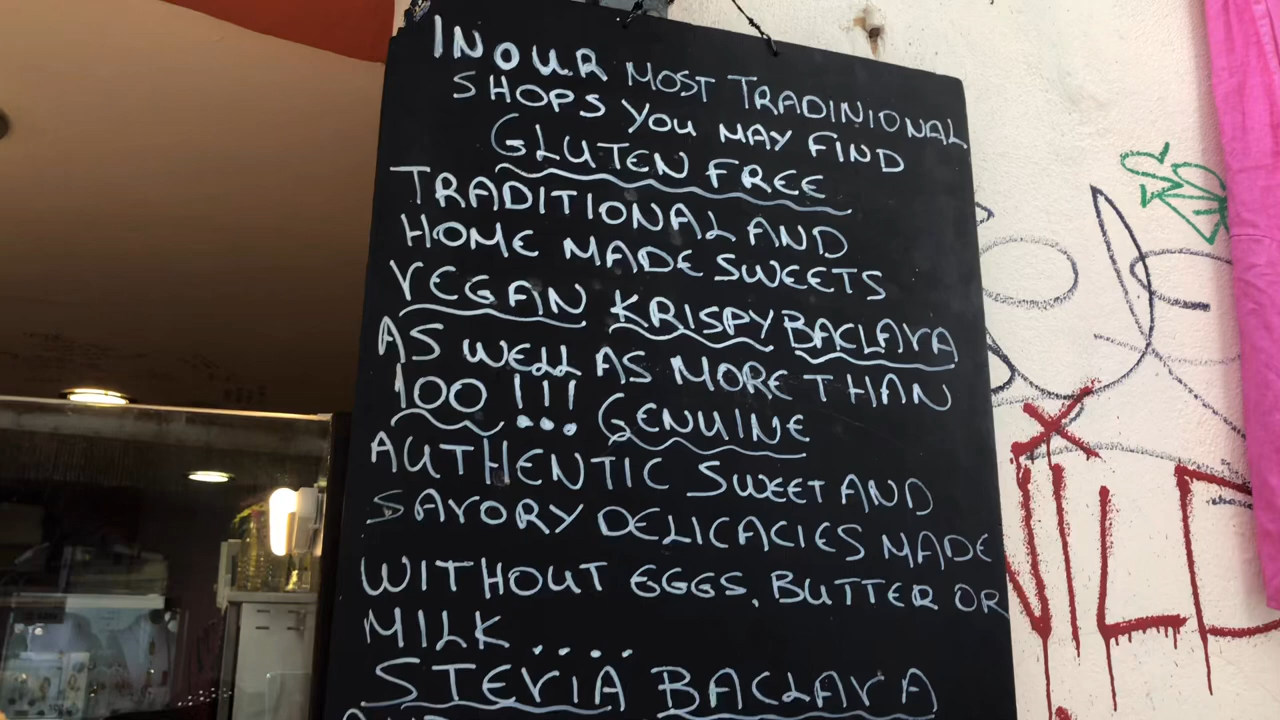 IN OUR MOST TRADINIONAL
SHOPS YOU MAY FIND
GLUTEN FREE
TRADITIONAL AND
HOME MADE SWEETS
VEGAN KRISPY BACLAVA
AS WELL AS MORE THAN
100 !!! GENUINE
AUTHENTIC SWEET AND
SAVORY DELICACIES MADE
WITHOUT EGGS, BUTTER OR
MILK ....
STEVIA BACLAVA